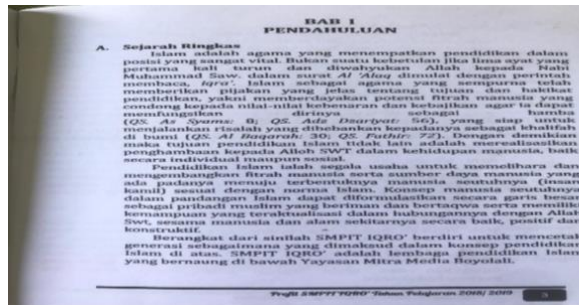 BAB I
PENDAHULUAN
A. Sejarah Ringkas
Islam adalah agama yang menempatkan pendidikan dalam
posisi yang sangat vital. Bukan suatu kebetulan jika lima ayat yang
pertama kali turun dan diwahyukan Allah kepada Nabi
Muhammad Saw. dalam surat Al 'Alaq dimulai dengan perintah
membaca, Iqra'. Islam sebagai agama yang sempurna telah
memberikan pijakan yang jelas tentang tujuan dan hakikat
pendidikan, yakni memberdayakan potensi fitrah manusia yang
condong kepada nilai-nilai kebenaran dan kebajikan agar ia dapat
memfungsikan dirinya sebagai hamba
(QS. As Syams: 8; QS. Adz Dzariyat: 56), yang siap untuk
menjalankan risalah yang dibebankan kepadanya sebagai khalifah
di bumi (QS. Al Baqarah: 30; QS. Fathir: 72). Dengan demikian
maka tujuan pendidikan Islam tidak lain adalah merealisasikan
penghambaan kepada Alloh SWT dalam kehidupan manusia, baik
secara individual maupun sosial.
Pendidikan Islam ialah segala usaha untuk memelihara dan
mengembangkan fitrah manusia serta sumber daya manusia yang
ada padanya menuju terbentuknya manusia seutuhnya (insan
kamil) sesuai dengan norma Islam. Konsep manusia seutuhnya
dalam pandangan Islam dapat diformulasikan secara garis besar
sebagai pribadi muslim yang beriman dan bertaqwa serta memiliki
kemampuan yang teraktualisasi dalam hubungannya dengan Allah
Swt, sesama manusia dan alam sekitarnya secara baik, positif dan
konstruktif.
Berangkat dari sinilah SMPIT IQRO' berdiri untuk mencetak
generasi sebagaimana yang dimaksud dalam konsep pendidikan
Islam di atas. SMPIT IQRO' adalah lembaga pendidikan Islam
yang bernaung di bawah Yayasan Mitra Media Boyolali.
Profil SMPIT IQRO' Tahun Pelajaran 2018/2019